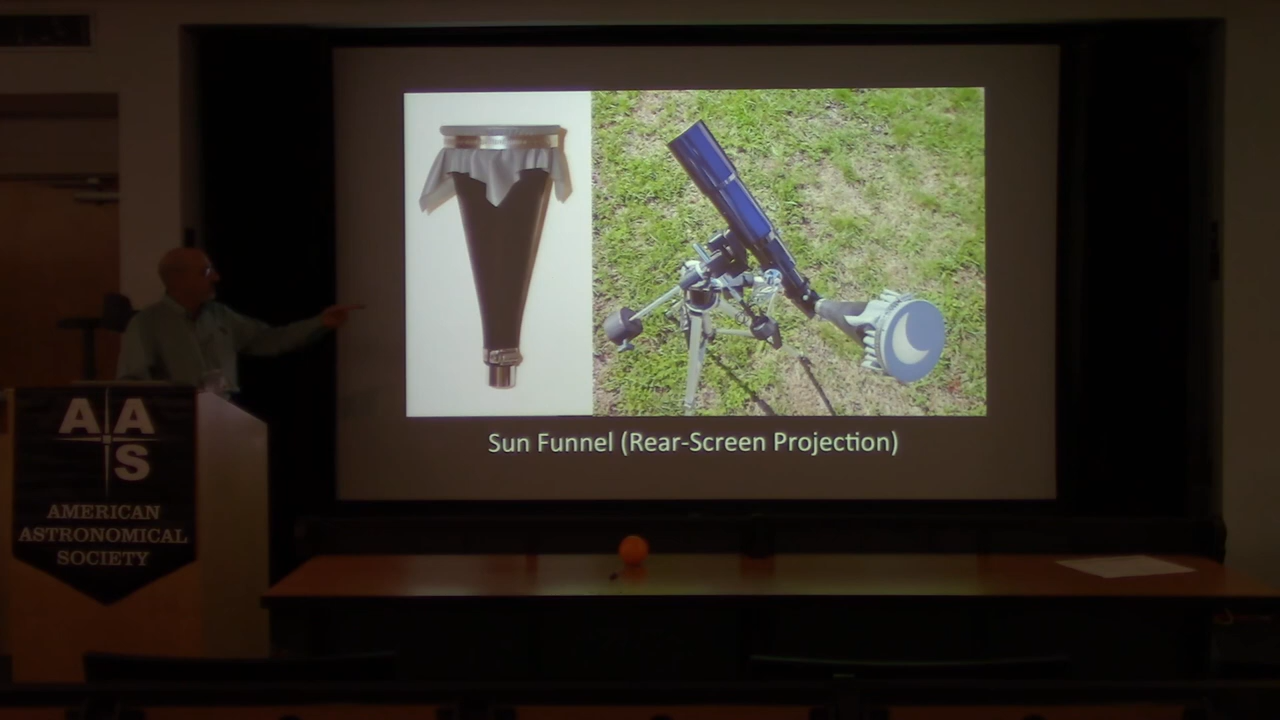 Sun Funnel (Rear-Screen Projection)
A A
S
AMERICAN
ASTRONOMICAL
SOCIETY